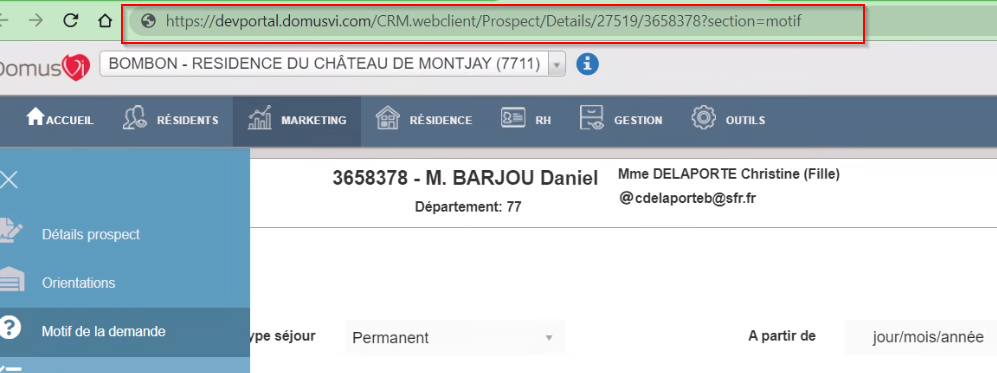 https://devportal.domusvi.com/CRM.webclient/Prospect/Details/27519/3658378?section=motif
Domus Vi BOMBON - RESIDENCE DU CHÂTEAU DE MONTJAY (7711) i
ACCUEIL RÉSIDENTS MARKETING RÉSIDENCE RH GESTION OUTILS
3658378 - M. BARJOU Daniel Mme DELAPORTE Christine (Fille)
Département: 77 @cdelaporteb@sfr.fr
Détails prospect
Orientations
Motif de la demande
ype séjour Permanent A partir de jour/mois/année